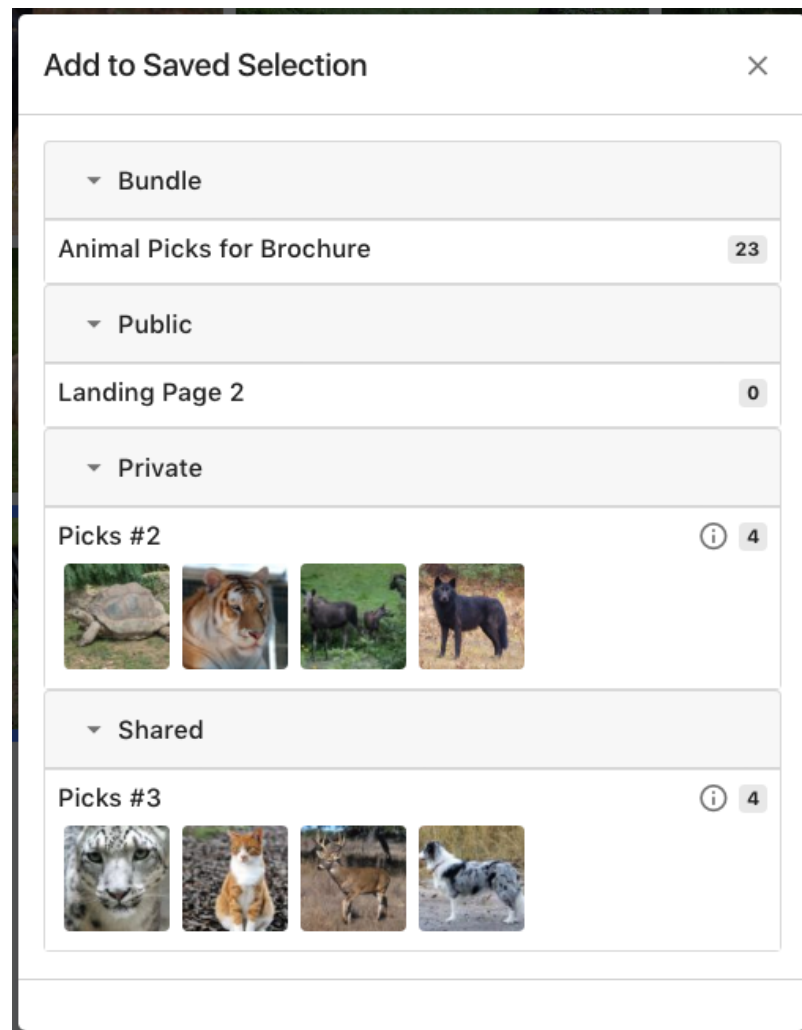 Add to Saved Selection
Bundle
Animal Picks for Brochure 23
Public
Landing Page 2 0
Private
Picks #2 4
Shared
Picks #3 4